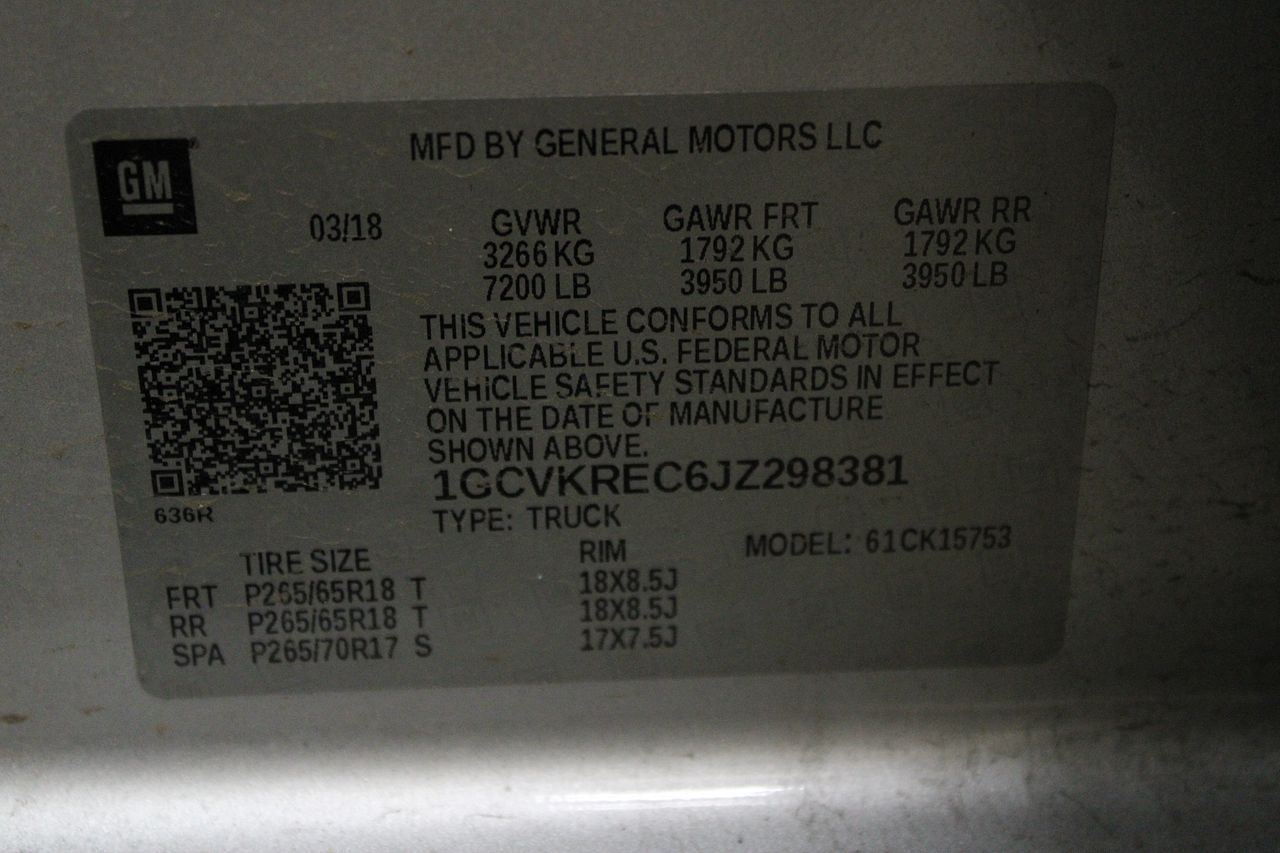 GM
MFD BY GENERAL MOTORS LLC
03/18
GVWR GAWR FRT GAWR RR
3266 KG 1792 KG 1792 KG
7200 LB 3950 LB 3950 LB
THIS VEHICLE CONFORMS TO ALL
APPLICABLE U.S. FEDERAL MOTOR
VEHICLE SAFETY STANDARDS IN EFFECT
ON THE DATE OF MANUFACTURE
SHOWN ABOVE.
1GCVKREC6JZ298381
636R
TYPE: TRUCK
TIRE SIZE RIM MODEL: 61CK15753
FRT P265/65R18 T 18X8.5J
RR P265/65R18 T 18X8.5J
SPA P265/70R17 S 17X7.5J